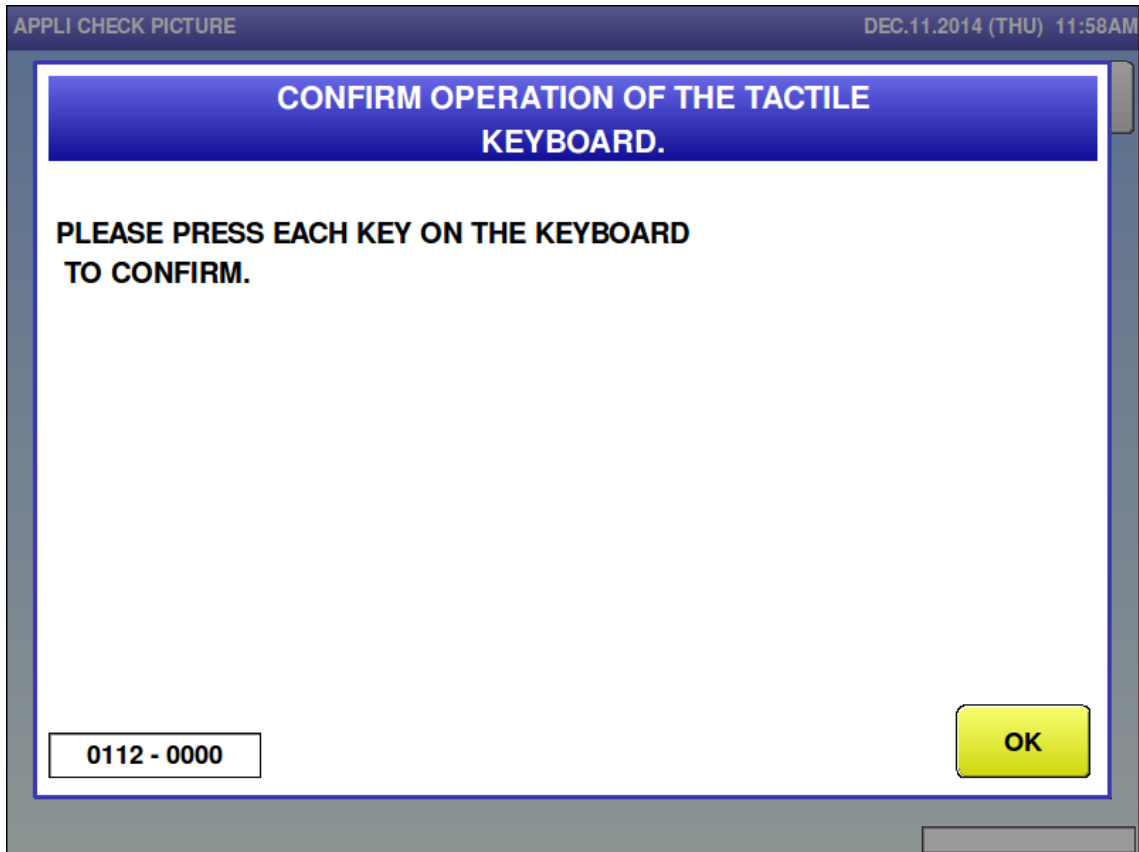 APPLI CHECK PICTURE DEC.11.2014 (THU) 11:58AM
CONFIRM OPERATION OF THE TACTILE
KEYBOARD.
PLEASE PRESS EACH KEY ON THE KEYBOARD
TO CONFIRM.
0112 - 0000
OK